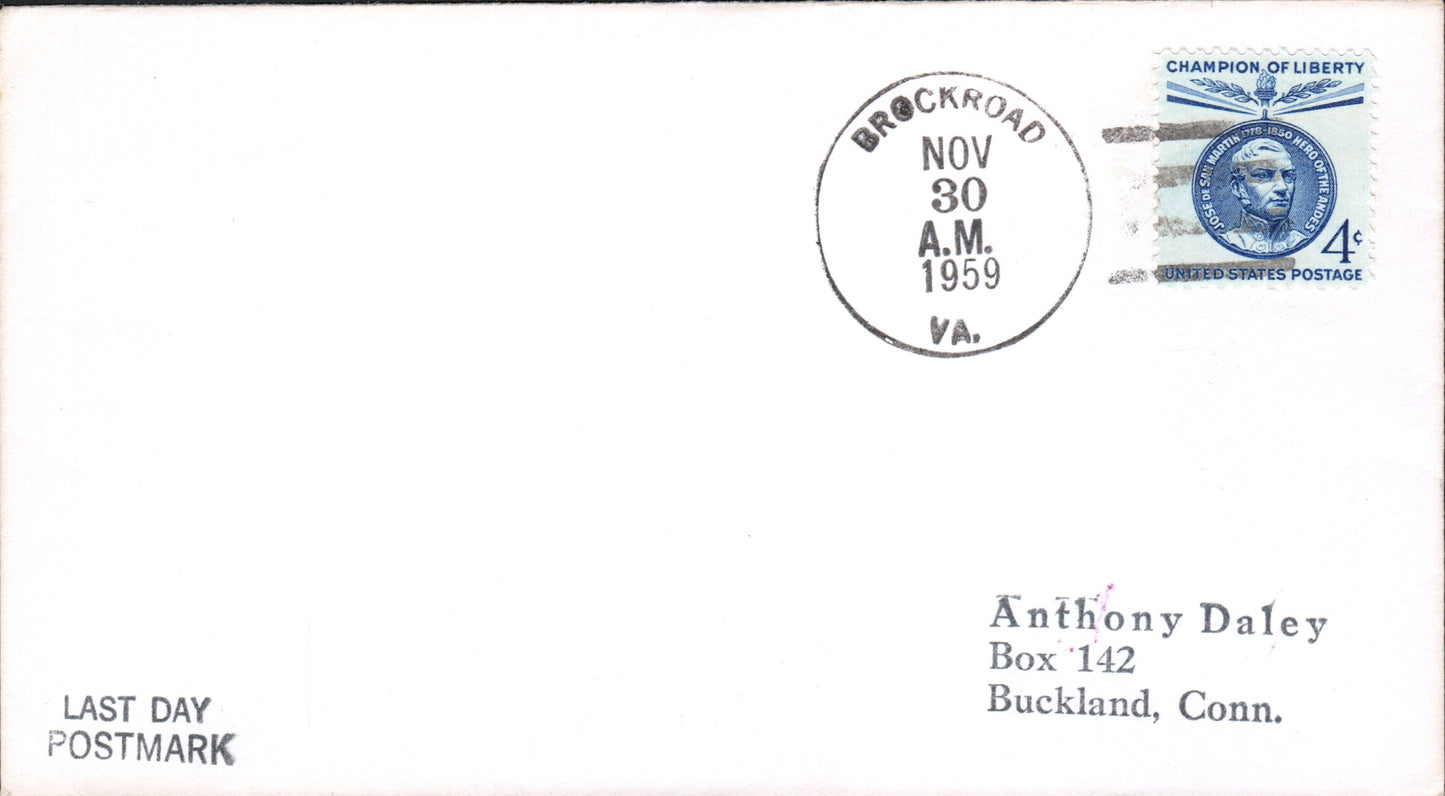 BROCKROAD
NOV
30
A.M.
1959
VA.
CHAMPION OF LIBERTY
JOSE DE SAN MARTIN 1778-1850 HERO OF THE ANDES
4¢
UNITED STATES POSTAGE
Anthony Daley
Box 142
Buckland, Conn.
LAST DAY
POSTMARK